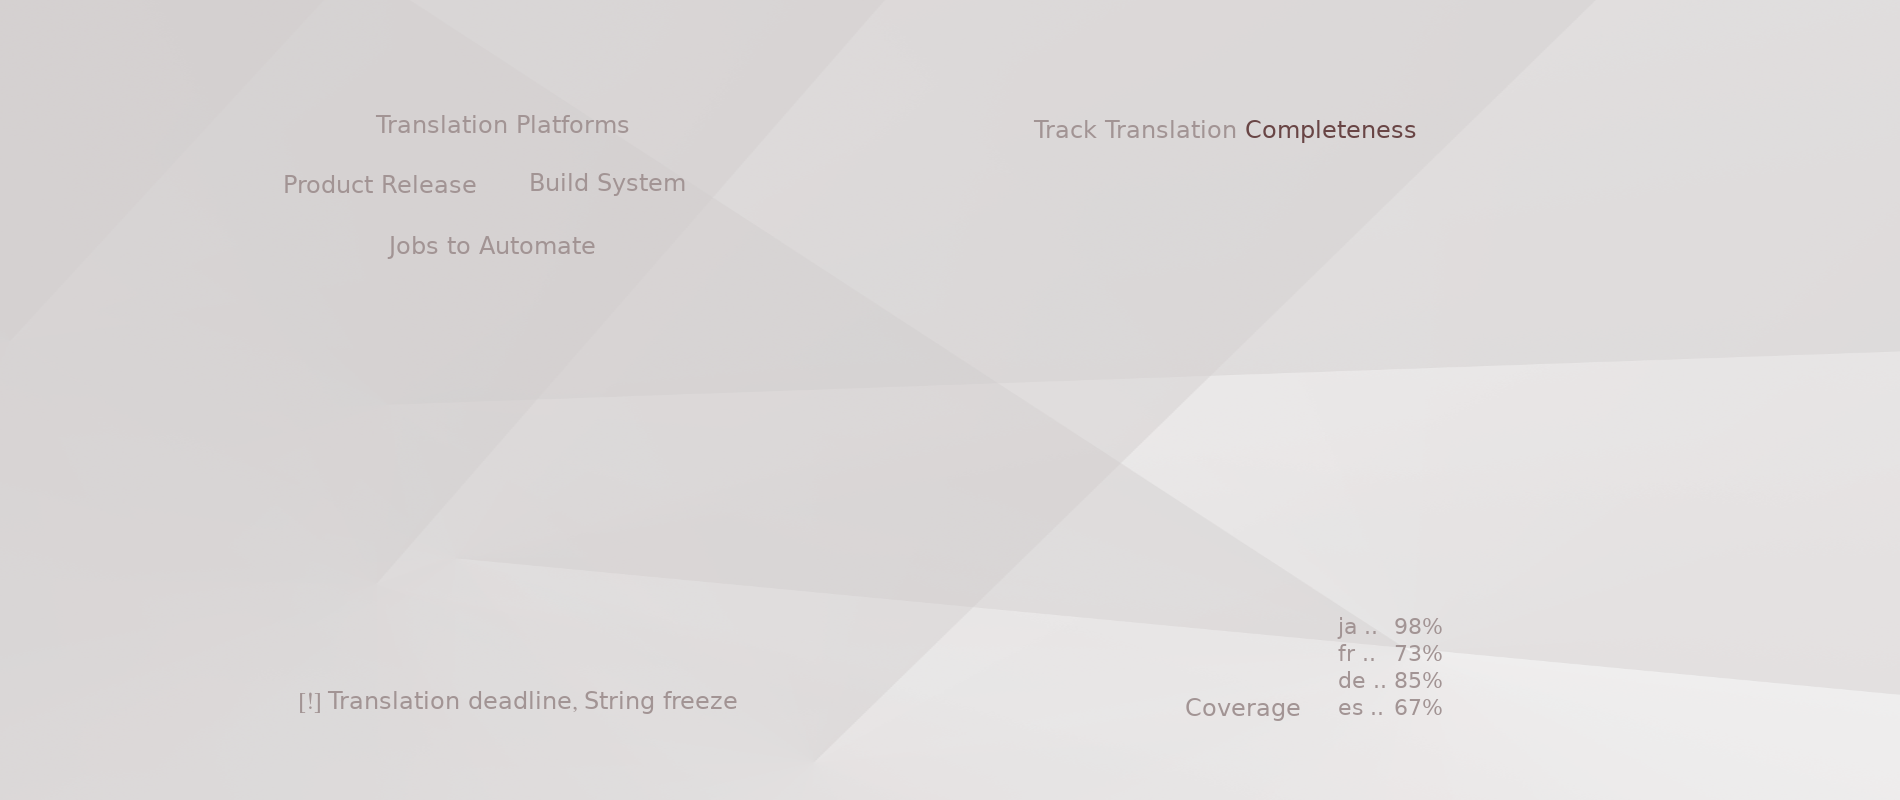 Translation Platforms
Product Release
Build System
Jobs to Automate
Track Translation Completeness
[!] Translation deadline, String freeze
Coverage
ja .. 98%
fr .. 73%
de .. 85%
es .. 67%